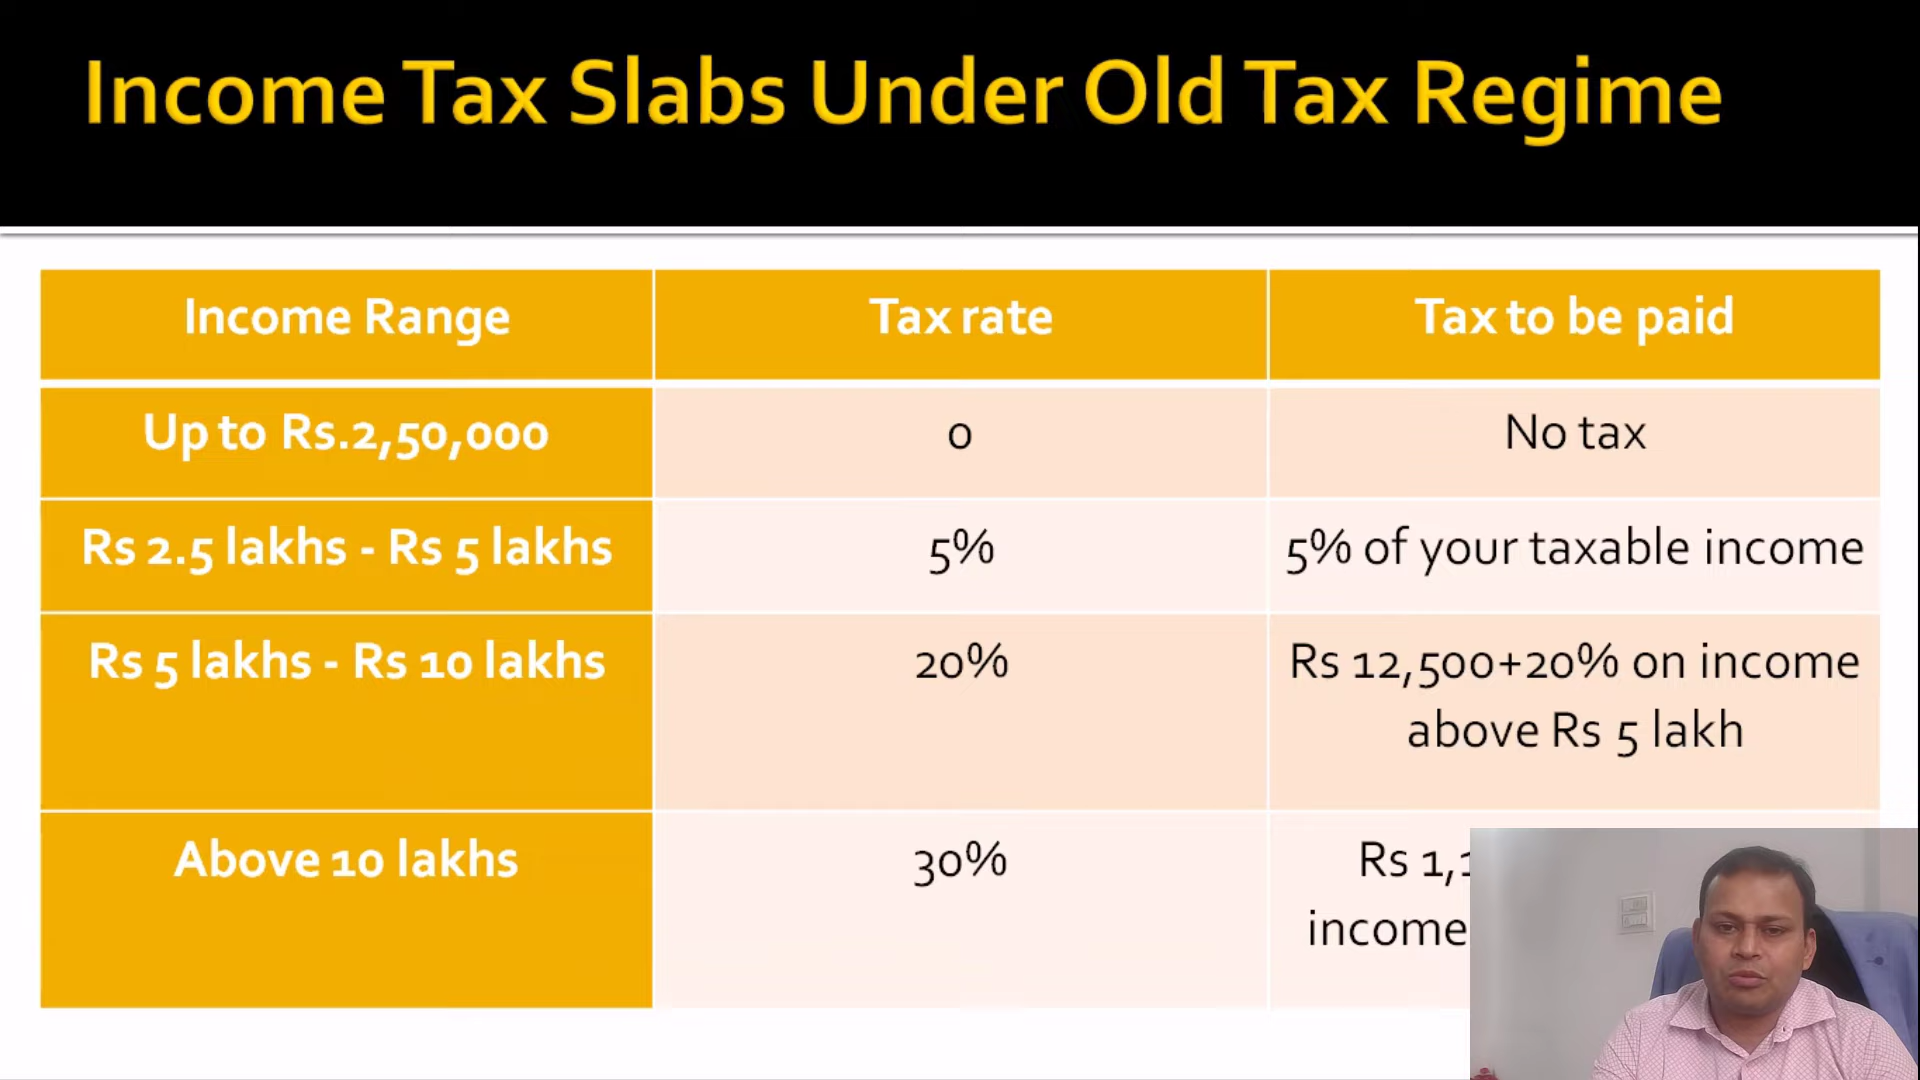 Income Tax Slabs Under Old Tax Regime
Income Range Tax rate Tax to be paid
Up to Rs.2,50,000 0 No tax
Rs 2.5 lakhs - Rs 5 lakhs 5% 5% of your taxable income
Rs 5 lakhs - Rs 10 lakhs 20% Rs 12,500+20% on income
above Rs 5 lakh
Above 10 lakhs 30% Rs
income